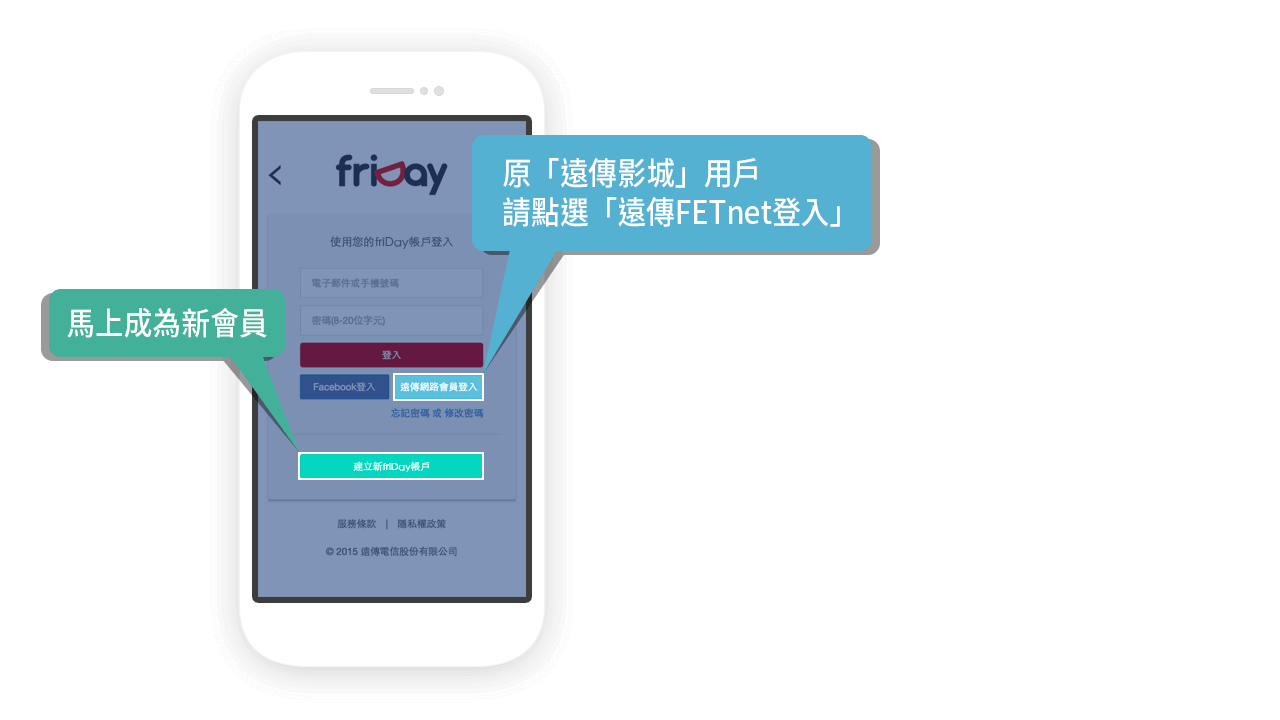 friDay
原「遠傳影城」用戶
請點選「遠傳FETnet登入」
使用您的friDay帳戶登入
電子郵件或手機號碼
馬上成為新會員
密碼(8-20位字元)
登入
Facebook登入
遠傳網路會員登入
忘記密碼 或 修改密碼
建立新friDay帳戶
服務條款 | 隱私權政策
© 2015 遠傳電信股份有限公司